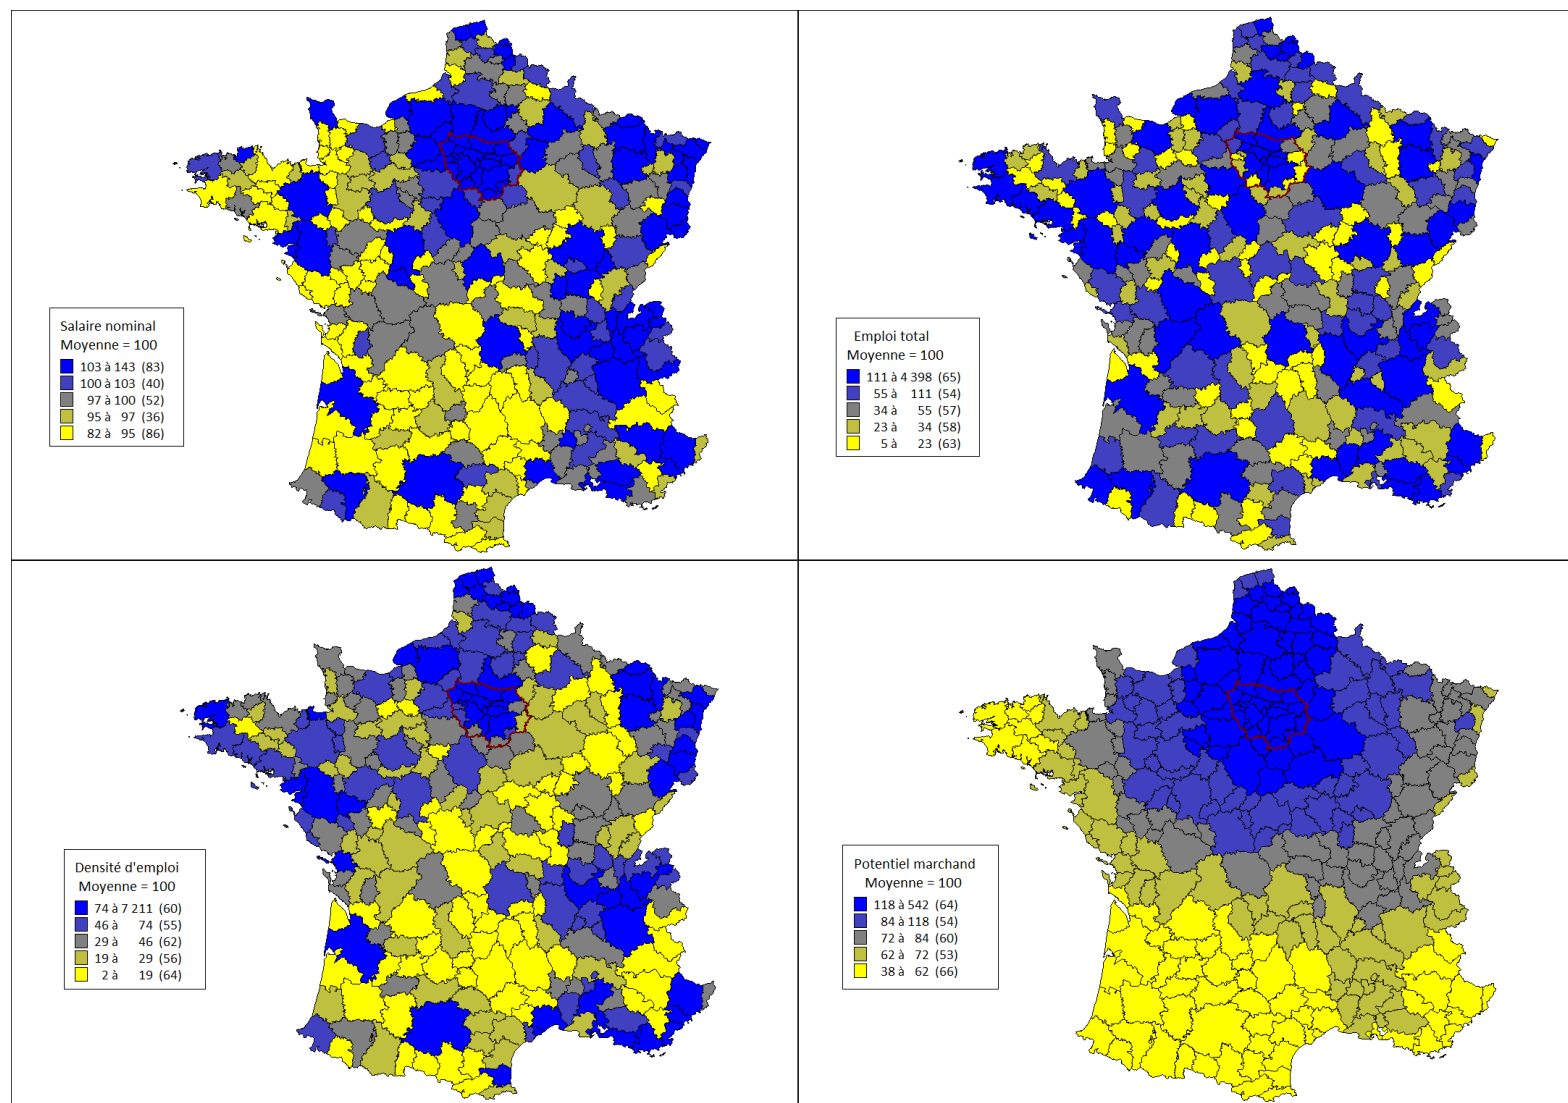 Salaire nominal
Moyenne = 100
103 à 143 (83)
100 à 103 (40)
97 à 100 (52)
95 à 97 (36)
82 à 95 (86)
Emploi total
Moyenne = 100
111 à 4 398 (65)
55 à 111 (54)
34 à 55 (57)
23 à 34 (58)
5 à 23 (63)
Densité d'emploi
Moyenne = 100
74 à 7 211 (60)
46 à 74 (55)
29 à 46 (62)
19 à 29 (56)
2 à 19 (64)
Potentiel marchand
Moyenne = 100
118 à 542 (64)
84 à 118 (54)
72 à 84 (60)
62 à 72 (53)
38 à 62 (66)